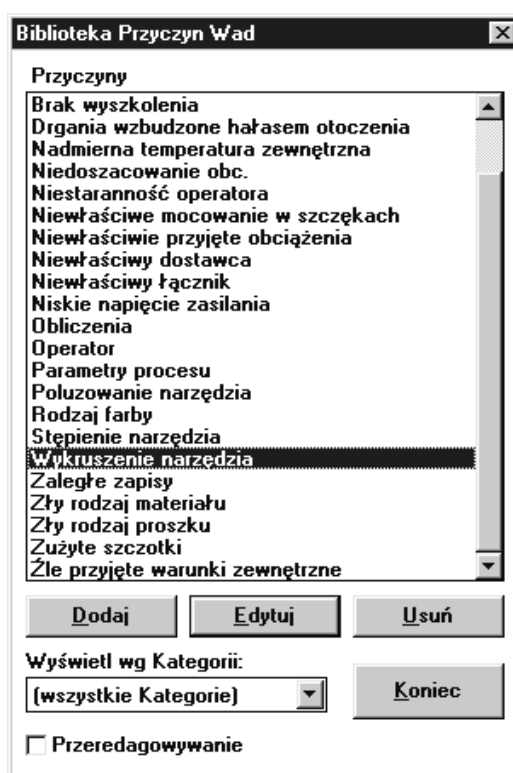 Biblioteka Przyczyn Wad
Przyczyny
Brak wyszkolenia
Drgania wzbudzone hałasem otoczenia
Nadmierna temperatura zewnętrzna
Niedoszacowanie obc.
Niestaranność operatora
Niewłaściwe mocowanie w szczękach
Niewłaściwie przyjęte obciążenia
Niewłaściwy dostawca
Niewłaściwy łącznik
Niskie napięcie zasilania
Obliczenia
Operator
Parametry procesu
Poluzowanie narzędzia
Rodzaj farby
Stępienie narzędzia
Wykruszenie narzędzia
Zaległe zapisy
Zły rodzaj materiału
Zły rodzaj proszku
Zużyte szczotki
Źle przyjęte warunki zewnętrzne
Dodaj Edytuj Usuń
Wyświetl wg Kategorii:
(wszystkie Kategorie) Koniec
Przeredagowywanie